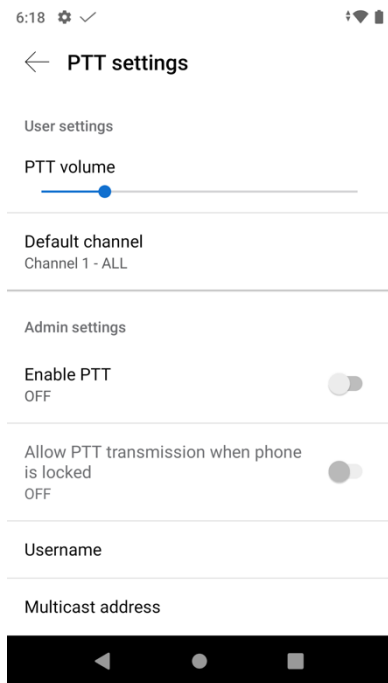 6:18
PTT settings
User settings
PTT volume
Default channel
Channel 1 - ALL
Admin settings
Enable PTT
OFF
Allow PTT transmission when phone
is locked
OFF
Username
Multicast address